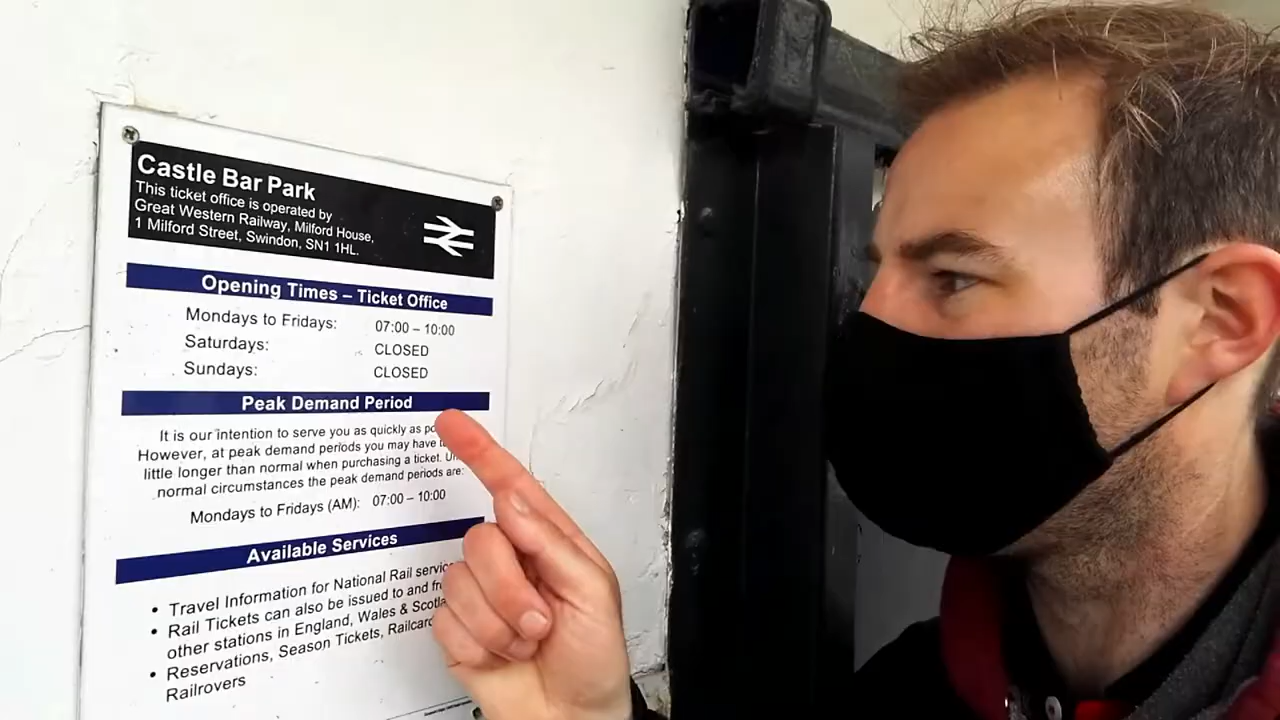 Castle Bar Park
This ticket office is operated by
Great Western Railway, Milford House,
1 Milford Street, Swindon, SN1 1HL.
Opening Times – Ticket Office
Mondays to Fridays: 07:00 – 10:00
Saturdays: CLOSED
Sundays: CLOSED
Peak Demand Period
It is our intention to serve you as quickly as
However, at peak demand periods you may have
little longer than normal when purchasing a ticket.
normal circumstances the peak demand periods are:
Mondays to Fridays (AM): 07:00 – 10:00
Available Services
• Travel Information for National Rail
• Rail Tickets can also be issued to and
other stations in England, Wales &
• Reservations, Season Tickets,
Railrovers